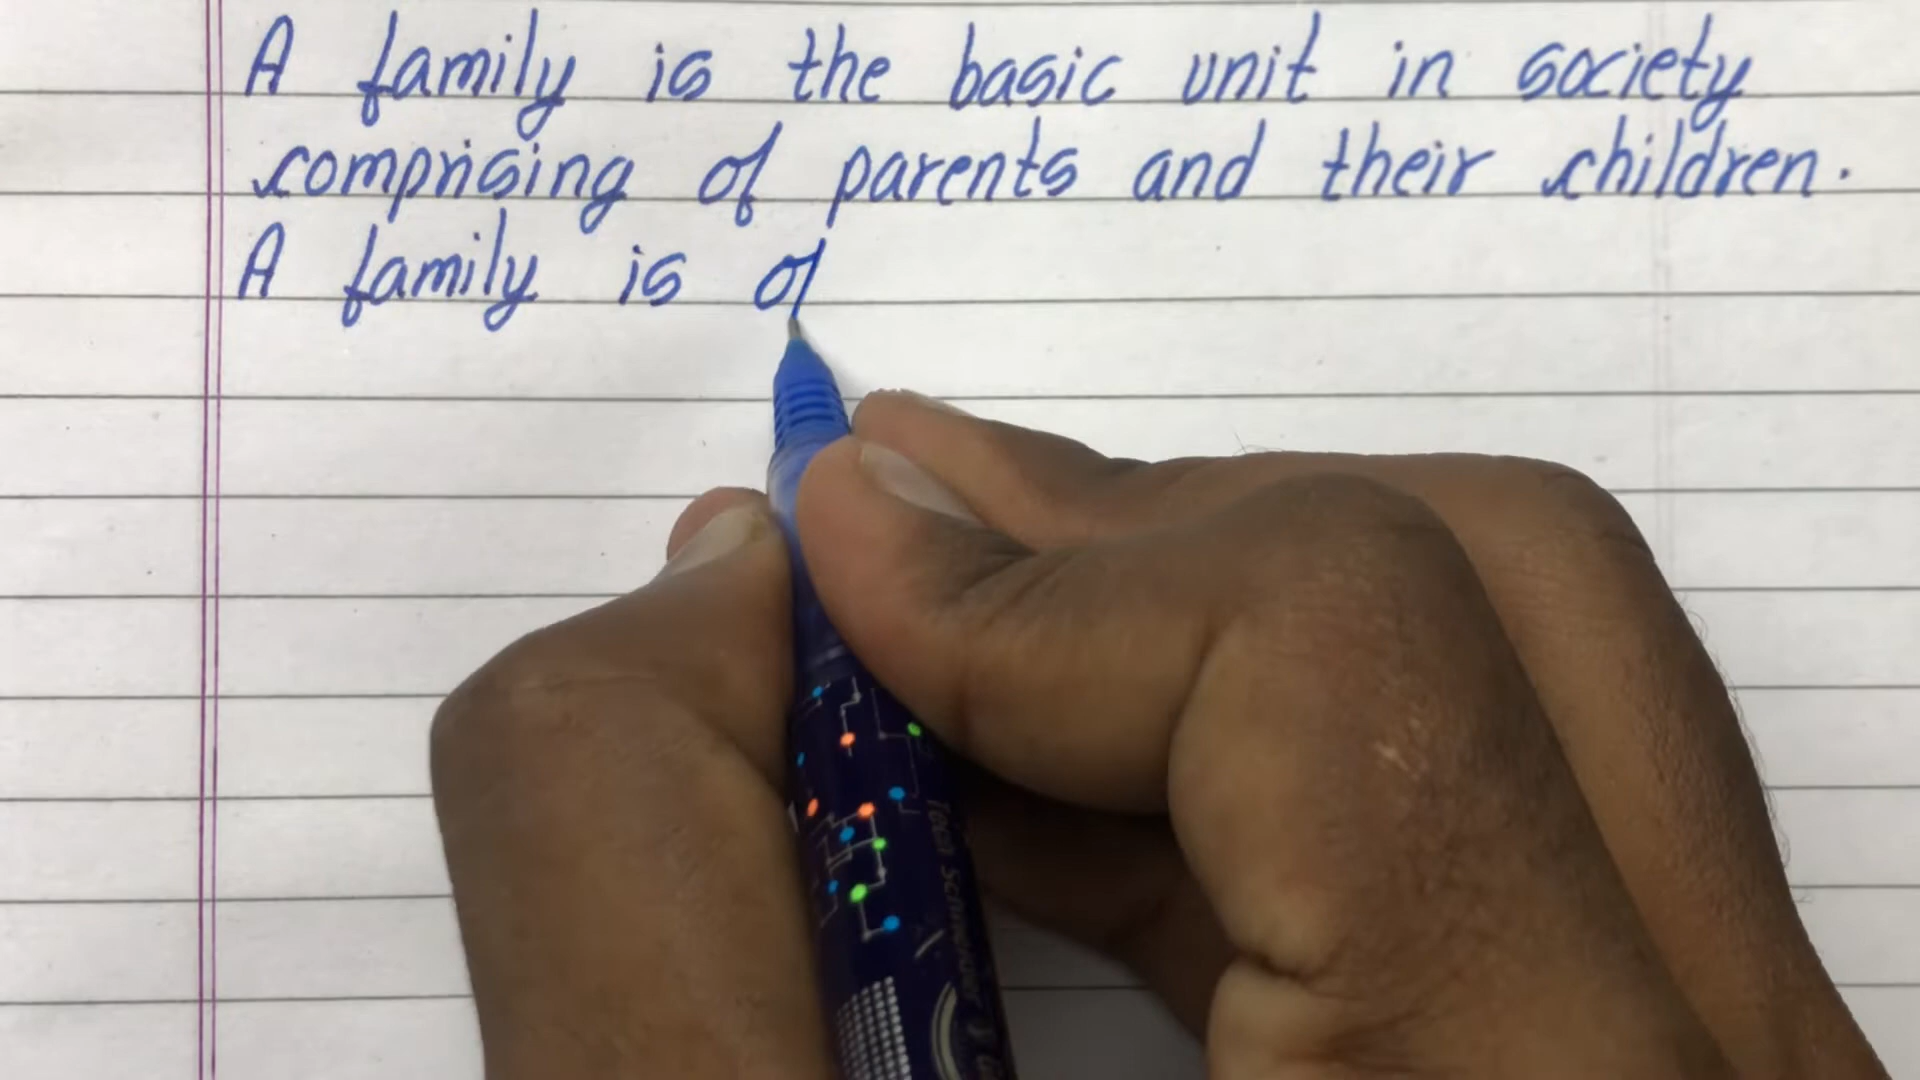 A family is the basic unit in society
comprising of parents and their children.
A family is of